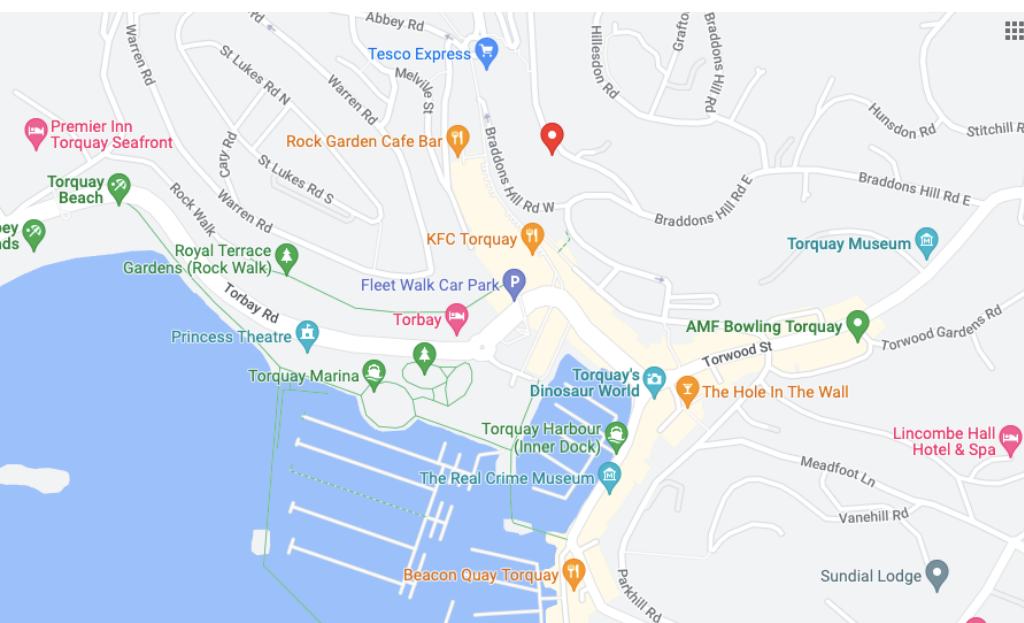 Abbey Rd
Grafto
Braddons Hill Rd
Hillesdon Rd
Warren Rd
Tesco Express
St Lukes Rd N
Melville St
Warren Rd
Hunsdon Rd
Stitchill R
Premier Inn
Torquay Seafront
Rock Garden Cafe Bar
Cary Rd
Braddons Hill Rd W
St Lukes Rd S
Torquay
Beach
Rock Walk
Warren Rd
Braddons Hill Rd E
Braddons Hill Rd E
bey
nds
Royal Terrace
Gardens (Rock Walk)
KFC Torquay
Torquay Museum
Fleet Walk Car Park
P
Torbay Rd
Torbay
Princess Theatre
AMF Bowling Torquay
Torwood Gardens Rd
Torwood St
Torquay Marina
Torquay's
Dinosaur World
The Hole In The Wall
Torquay Harbour
(Inner Dock)
Lincombe Hall
Hotel & Spa
The Real Crime Museum
Meadfoot Ln
Vanehill Rd
Beacon Quay Torquay
Parkhill Rd
Sundial Lodge